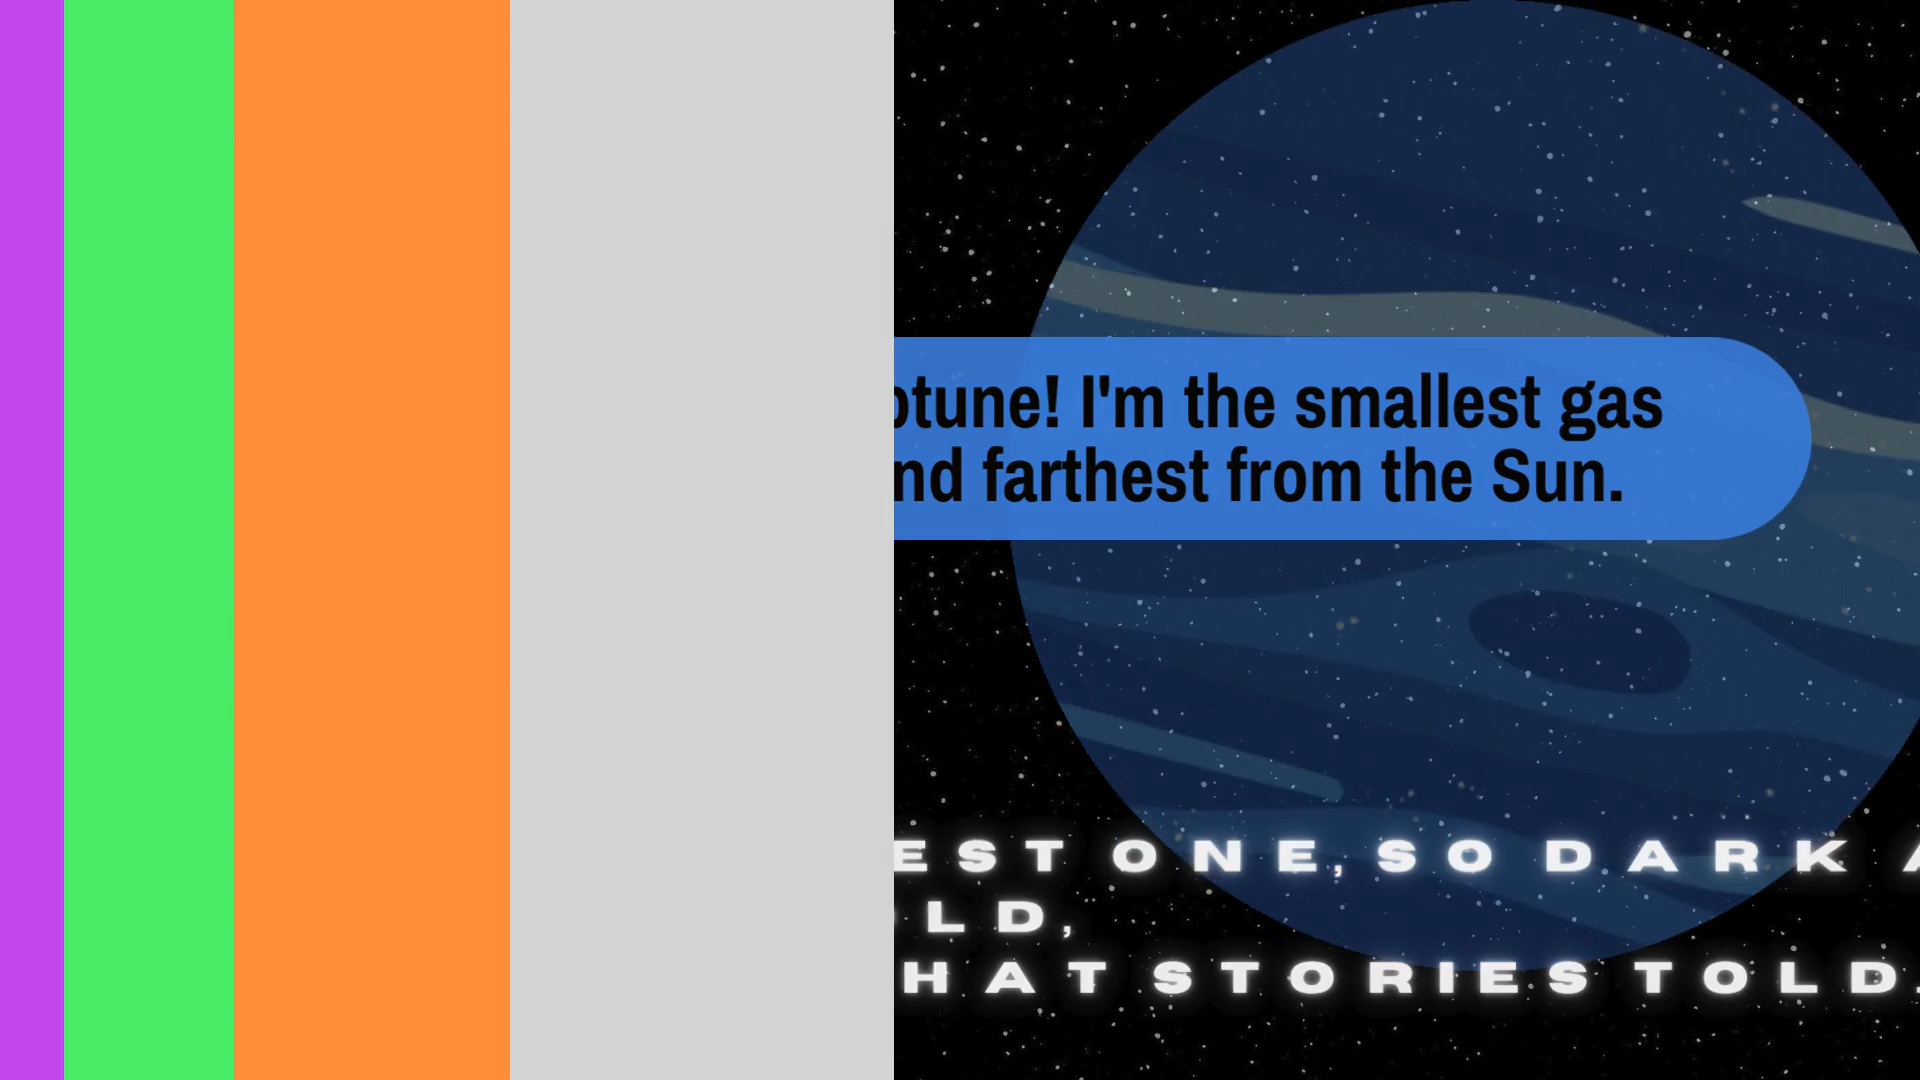 ptune! I'm the smallest gas
nd farthest from the Sun.
EST ONE, SO DARK A
LD,
HAT STORIES TOLD.